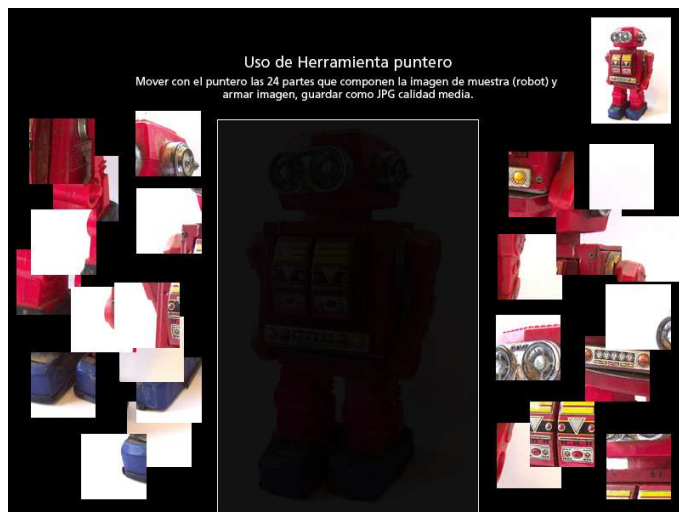 Uso de Herramienta puntero
Mover con el puntero las 24 partes que componen la imagen de muestra (robot) y
armar imagen, guardar como JPG calidad media.